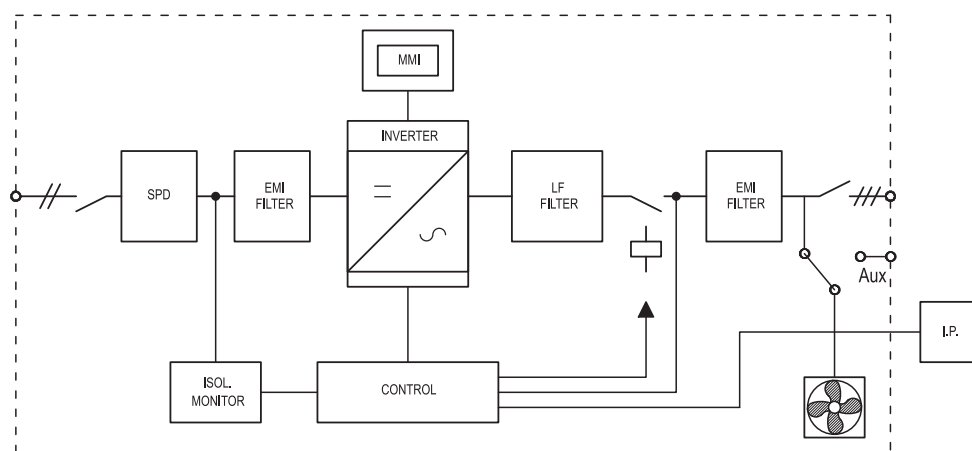 MMI
INVERTER
SPD
EMI
FILTER
LF
FILTER
EMI
FILTER
Aux
I.P.
ISOL.
MONITOR
CONTROL